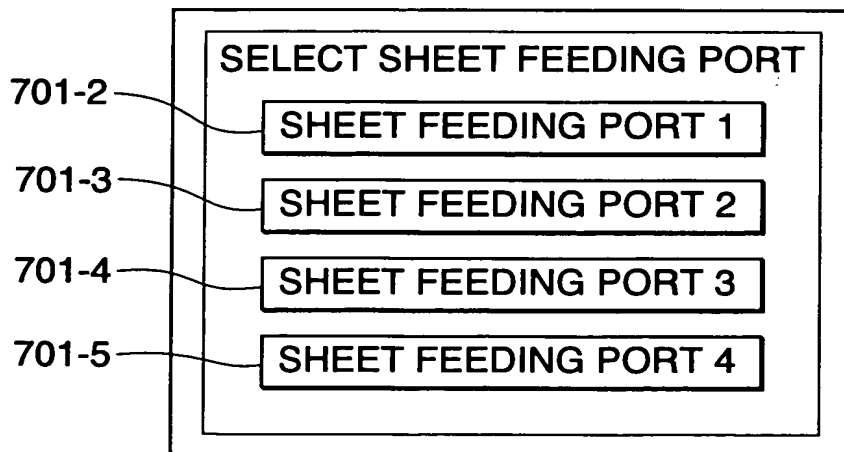 SELECT SHEET FEEDING PORT
701-2 SHEET FEEDING PORT 1
701-3 SHEET FEEDING PORT 2
701-4 SHEET FEEDING PORT 3
701-5 SHEET FEEDING PORT 4